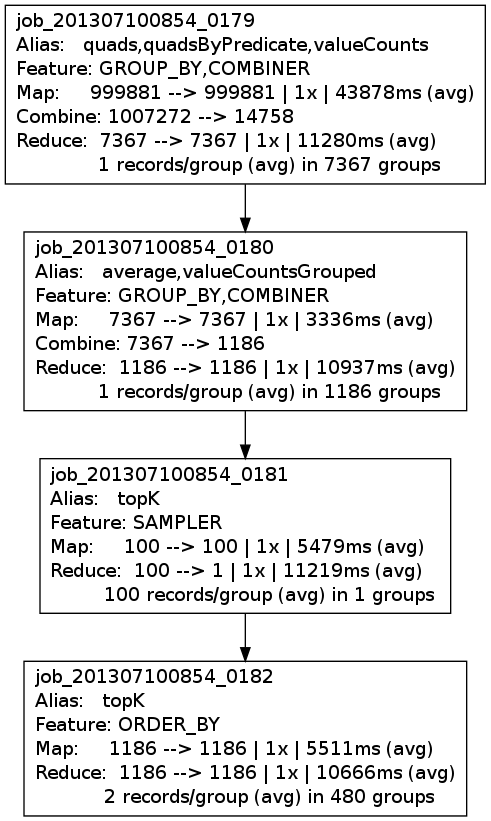 job_201307100854_0179
Alias: quads,quadsByPredicate,valueCounts
Feature: GROUP_BY,COMBINER
Map: 999881 --> 999881 | 1x | 43878ms (avg)
Combine: 1007272 --> 14758
Reduce: 7367 --> 7367 | 1x | 11280ms (avg)
1 records/group (avg) in 7367 groups
job_201307100854_0180
Alias: average,valueCountsGrouped
Feature: GROUP_BY,COMBINER
Map: 7367 --> 7367 | 1x | 3336ms (avg)
Combine: 7367 --> 1186
Reduce: 1186 --> 1186 | 1x | 10937ms (avg)
1 records/group (avg) in 1186 groups
job_201307100854_0181
Alias: topK
Feature: SAMPLER
Map: 100 --> 100 | 1x | 5479ms (avg)
Reduce: 100 --> 1 | 1x | 11219ms (avg)
100 records/group (avg) in 1 groups
job_201307100854_0182
Alias: topK
Feature: ORDER_BY
Map: 1186 --> 1186 | 1x | 5511ms (avg)
Reduce: 1186 --> 1186 | 1x | 10666ms (avg)
2 records/group (avg) in 480 groups